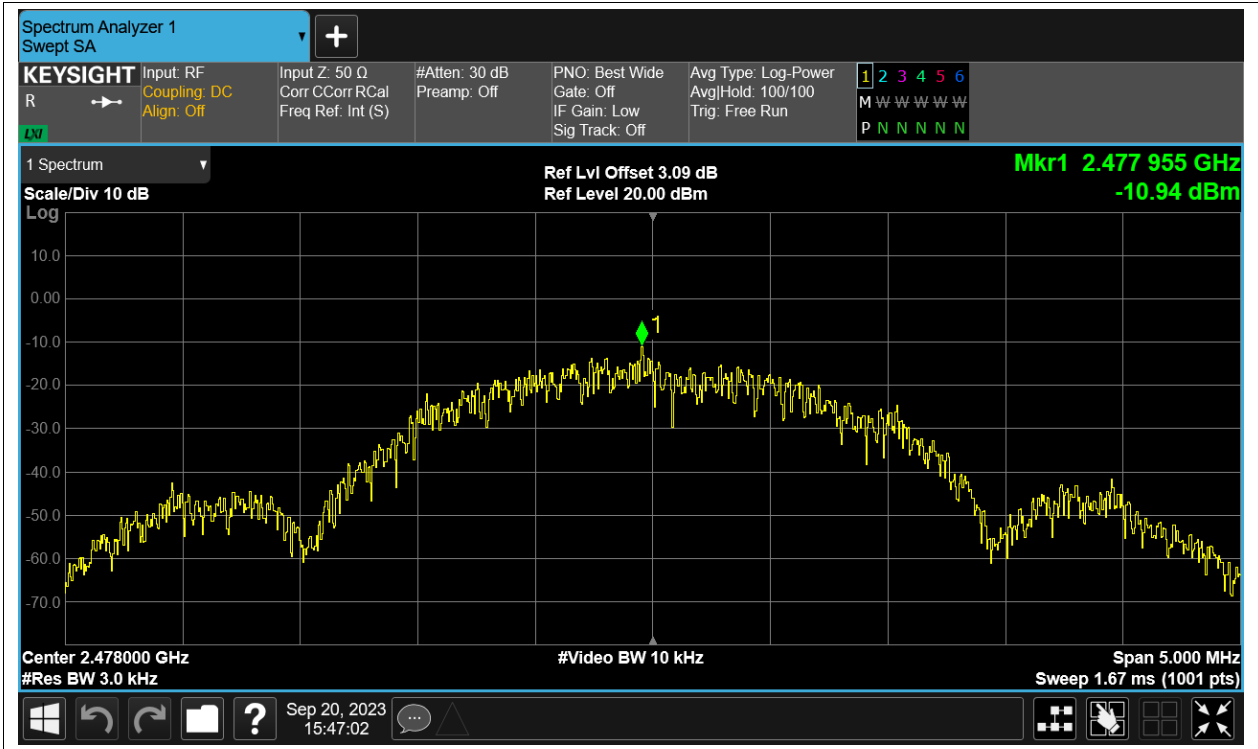 Spectrum Analyzer 1
Swept SA
KEYSIGHT
R
LXI
Input: RF
Coupling: DC
Align: Off
Input Z: 50 Ω
Corr CCorr RCal
Freq Ref: Int (S)
#Atten: 30 dB
Preamp: Off
PNO: Best Wide
Gate: Off
IF Gain: Low
Sig Track: Off
Avg Type: Log-Power
Avg|Hold: 100/100
Trig: Free Run
1 2 3 4 5 6
M W W W W W
P N N N N N
1 Spectrum
Scale/Div 10 dB
Log
Ref Lvl Offset 3.09 dB
Ref Level 20.00 dBm
Mkr1 2.477 955 GHz
-10.94 dBm
10.0
0.00
-10.0
-20.0
-30.0
-40.0
-50.0
-60.0
-70.0
1
Center 2.478000 GHz
#Res BW 3.0 kHz
#Video BW 10 kHz
Span 5.000 MHz
Sweep 1.67 ms (1001 pts)
?
Sep 20, 2023
15:47:02